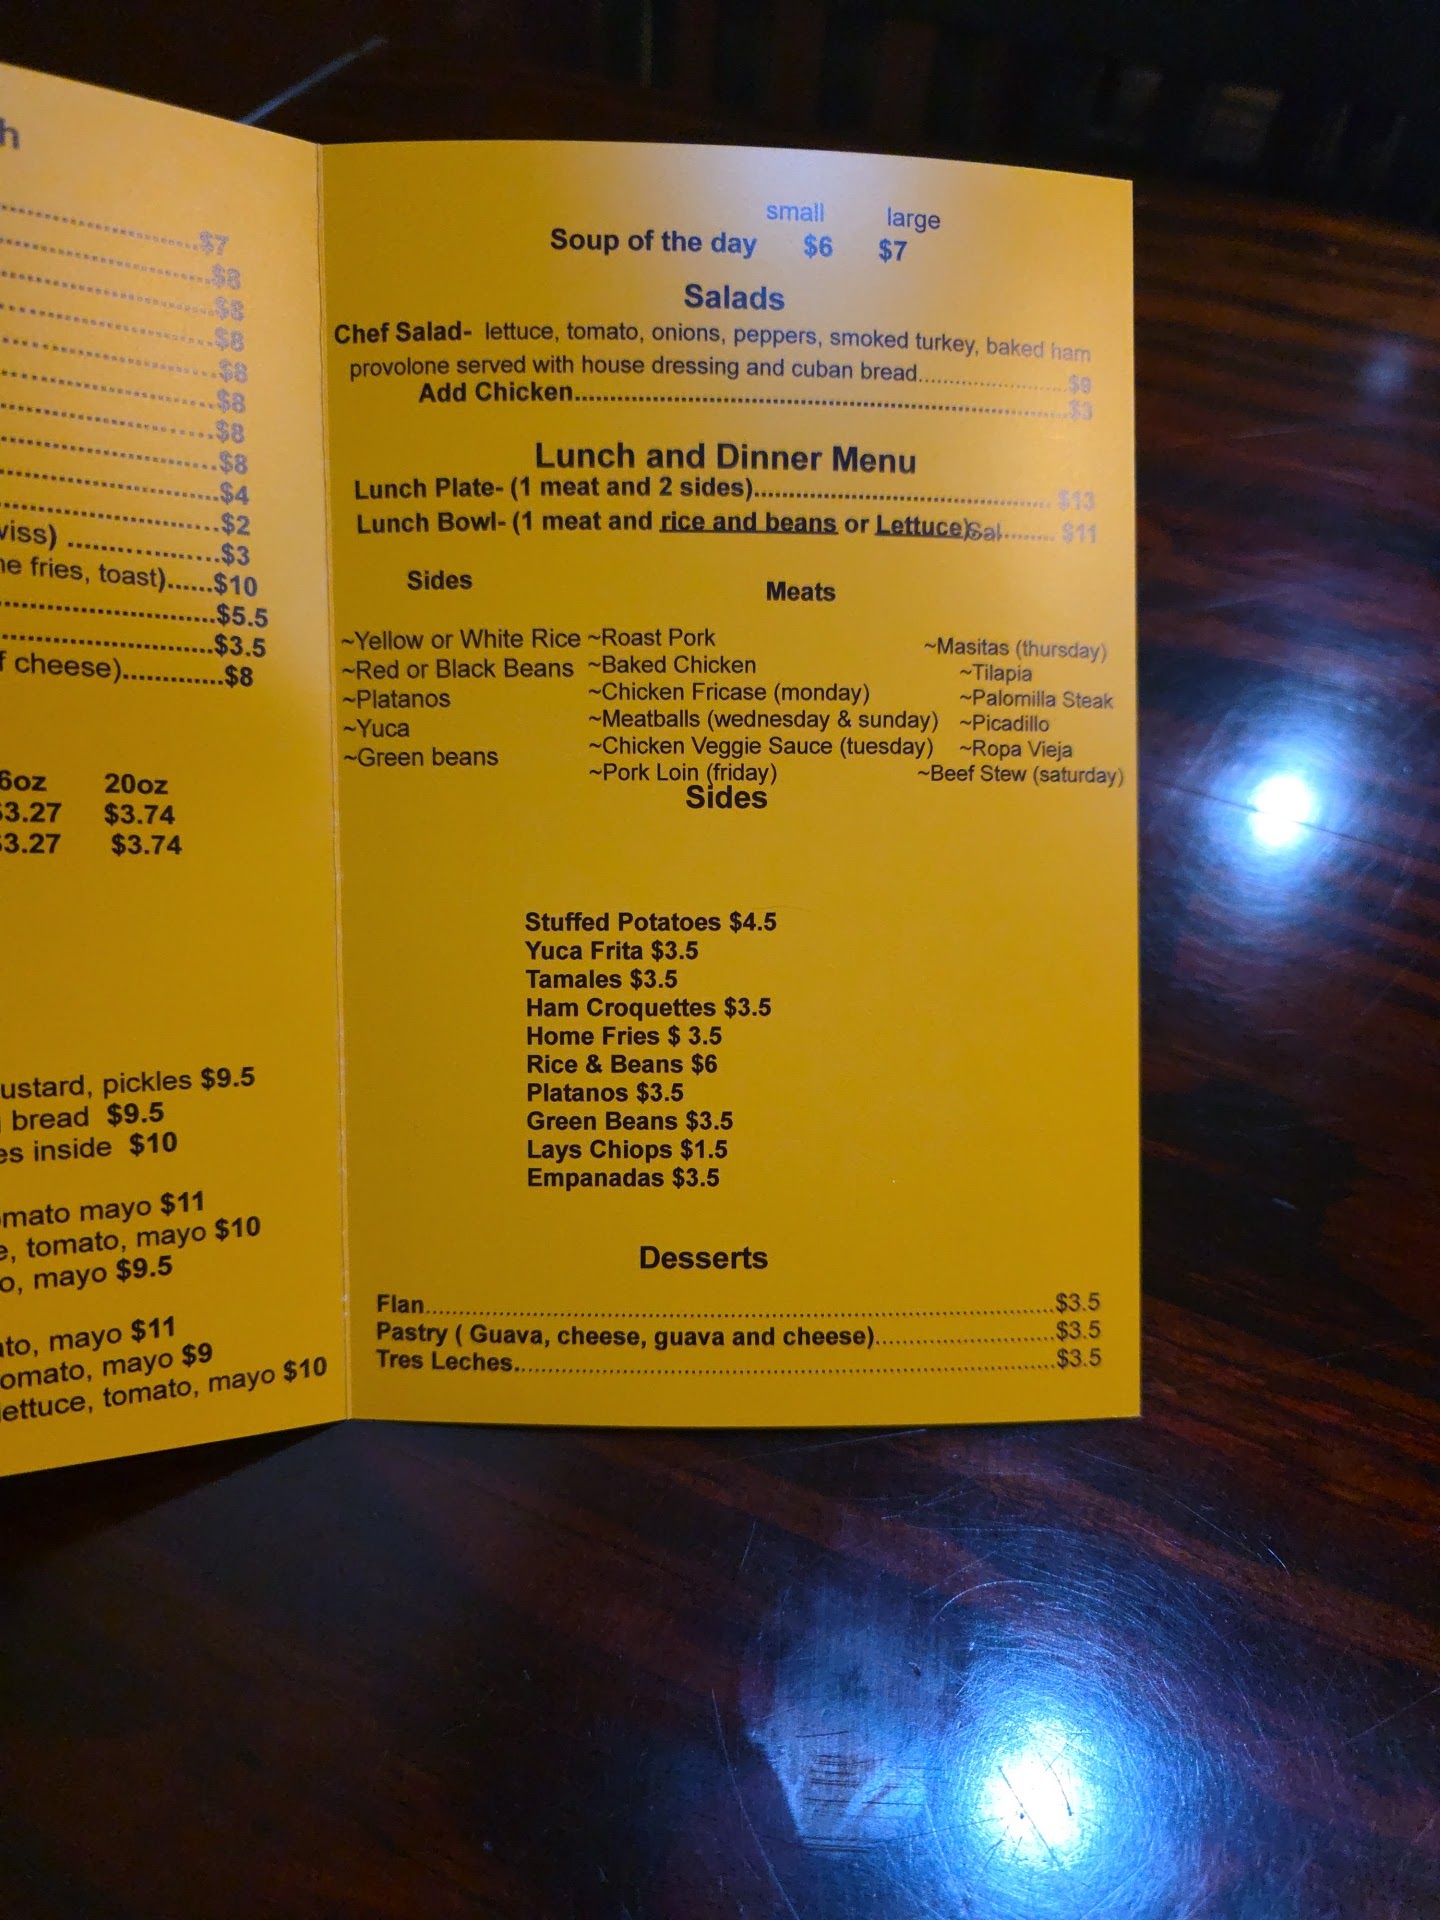 h
$7
$8
$8
$8
$8
$8
$8
$8
$4
$2
wiss) ..................$3
ne fries, toast)......$10
$5.5
$3.5
f cheese).............$8
6oz 20oz
$3.27 $3.74
$3.27 $3.74
ustard, pickles $9.5
bread $9.5
es inside $10
omato mayo $11
e, tomato, mayo $10
o, mayo $9.5
ato, mayo $11
omato, mayo $9
lettuce, tomato, mayo $10
small large
Soup of the day $6 $7
Salads
Chef Salad- lettuce, tomato, onions, peppers, smoked turkey, baked ham
provolone served with house dressing and cuban bread........................$9
Add Chicken..............................................................$3
Lunch and Dinner Menu
Lunch Plate- (1 meat and 2 sides)..........................................$13
Lunch Bowl- (1 meat and rice and beans or Lettuce)Sal......... $11
Sides Meats
~Yellow or White Rice ~Roast Pork ~Masitas (thursday)
~Red or Black Beans ~Baked Chicken ~Tilapia
~Platanos ~Chicken Fricase (monday) ~Palomilla Steak
~Yuca ~Meatballs (wednesday & sunday) ~Picadillo
~Green beans ~Chicken Veggie Sauce (tuesday) ~Ropa Vieja
~Pork Loin (friday) ~Beef Stew (saturday)
Sides
Stuffed Potatoes $4.5
Yuca Frita $3.5
Tamales $3.5
Ham Croquettes $3.5
Home Fries $ 3.5
Rice & Beans $6
Platanos $3.5
Green Beans $3.5
Lays Chiops $1.5
Empanadas $3.5
Desserts
Flan.....................................................................$3.5
Pastry ( Guava, cheese, guava and cheese).........................$3.5
Tres Leches..........................................................$3.5